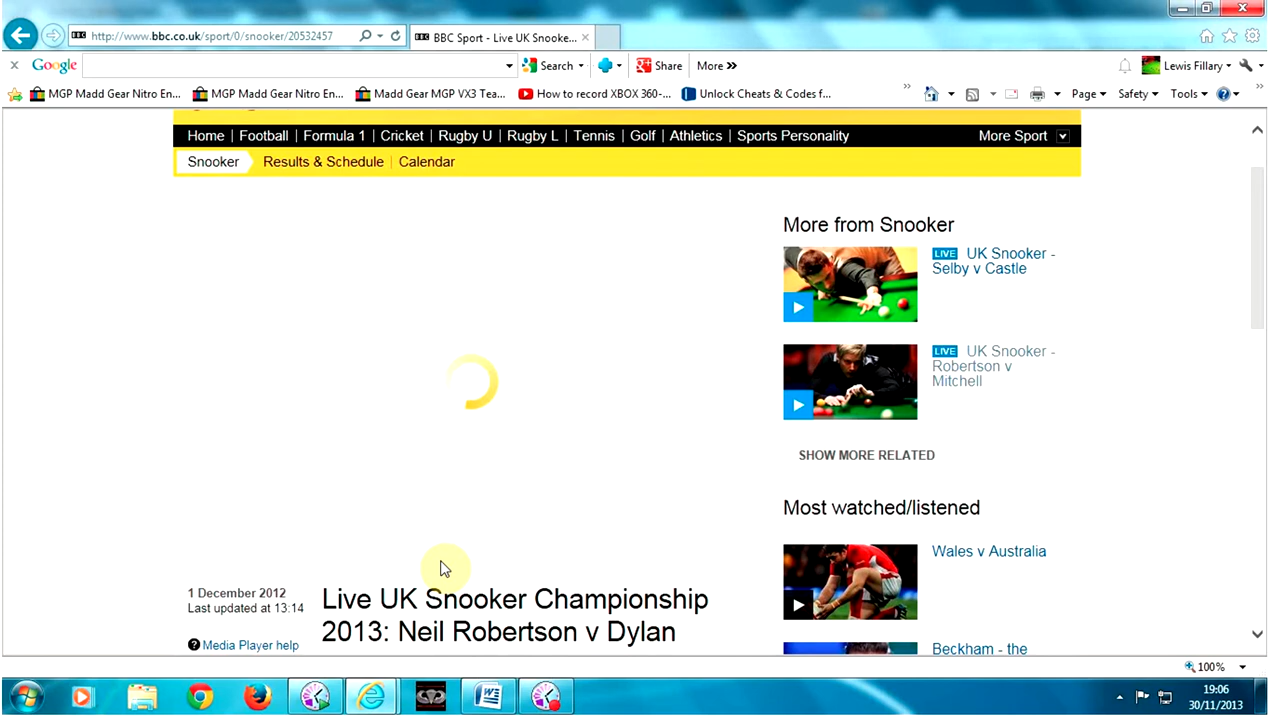 http://www.bbc.co.uk/sport/0/snooker/20532457
BBC Sport - Live UK Snooke...
Google
Search
Share
More »
Lewis Fillary
MGP Madd Gear Nitro En...
MGP Madd Gear Nitro En...
Madd Gear MGP VX3 Tea...
How to record XBOX 360-...
Unlock Cheats & Codes f...
»
Page
Safety
Tools
»
Home | Football | Formula 1 | Cricket | Rugby U | Rugby L | Tennis | Golf | Athletics | Sports Personality
More Sport
Snooker
Results & Schedule
Calendar
More from Snooker
LIVE UK Snooker -
Selby v Castle
LIVE UK Snooker -
Robertson v
Mitchell
SHOW MORE RELATED
Most watched/listened
Wales v Australia
Beckham - the
1 December 2012
Last updated at 13:14
Media Player help
Live UK Snooker Championship
2013: Neil Robertson v Dylan
100%
19:06
30/11/2013